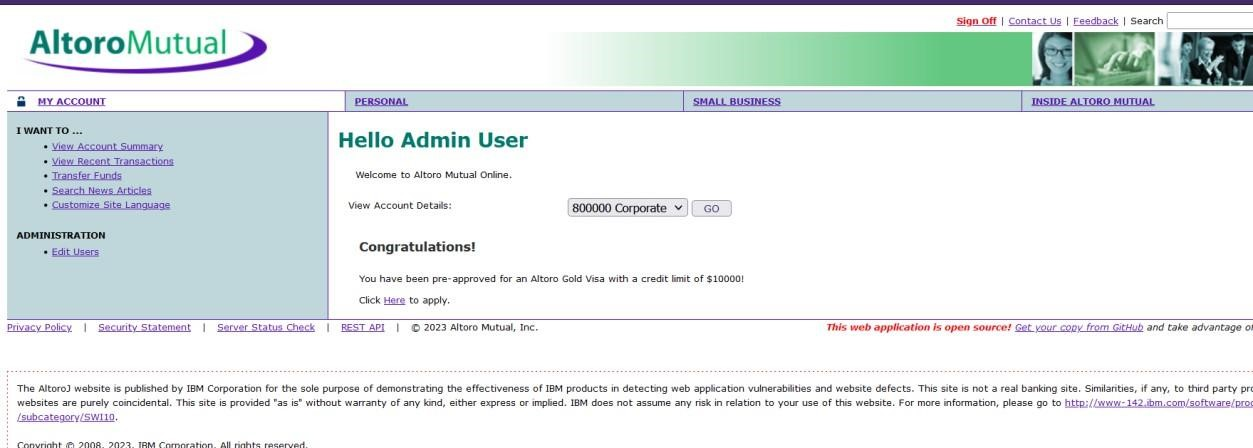 Sign Off | Contact Us | Feedback | Search
AltoroMutual
MY ACCOUNT
PERSONAL
SMALL BUSINESS
INSIDE ALTORO MUTUAL
I WANT TO ...
• View Account Summary
• View Recent Transactions
• Transfer Funds
• Search News Articles
• Customize Site Language
ADMINISTRATION
• Edit Users
Hello Admin User
Welcome to Altoro Mutual Online.
View Account Details: 800000 Corporate GO
Congratulations!
You have been pre-approved for an Altoro Gold Visa with a credit limit of $10000!
Click Here to apply.
Privacy Policy | Security Statement | Server Status Check | REST API | © 2023 Altoro Mutual, Inc.
This web application is open source! Get your copy from GitHub and take advantage of
The AltoroJ website is published by IBM Corporation for the sole purpose of demonstrating the effectiveness of IBM products in detecting web application vulnerabilities and website defects. This site is not a real banking site. Similarities, if any, to third party pro
websites are purely coincidental. This site is provided "as is" without warranty of any kind, either express or implied. IBM does not assume any risk in relation to your use of this website. For more information, please go to http://www-142.ibm.com/software/prod
/subcategory/SWI10.
Copyright © 2008, 2023, IBM Corporation, All rights reserved.